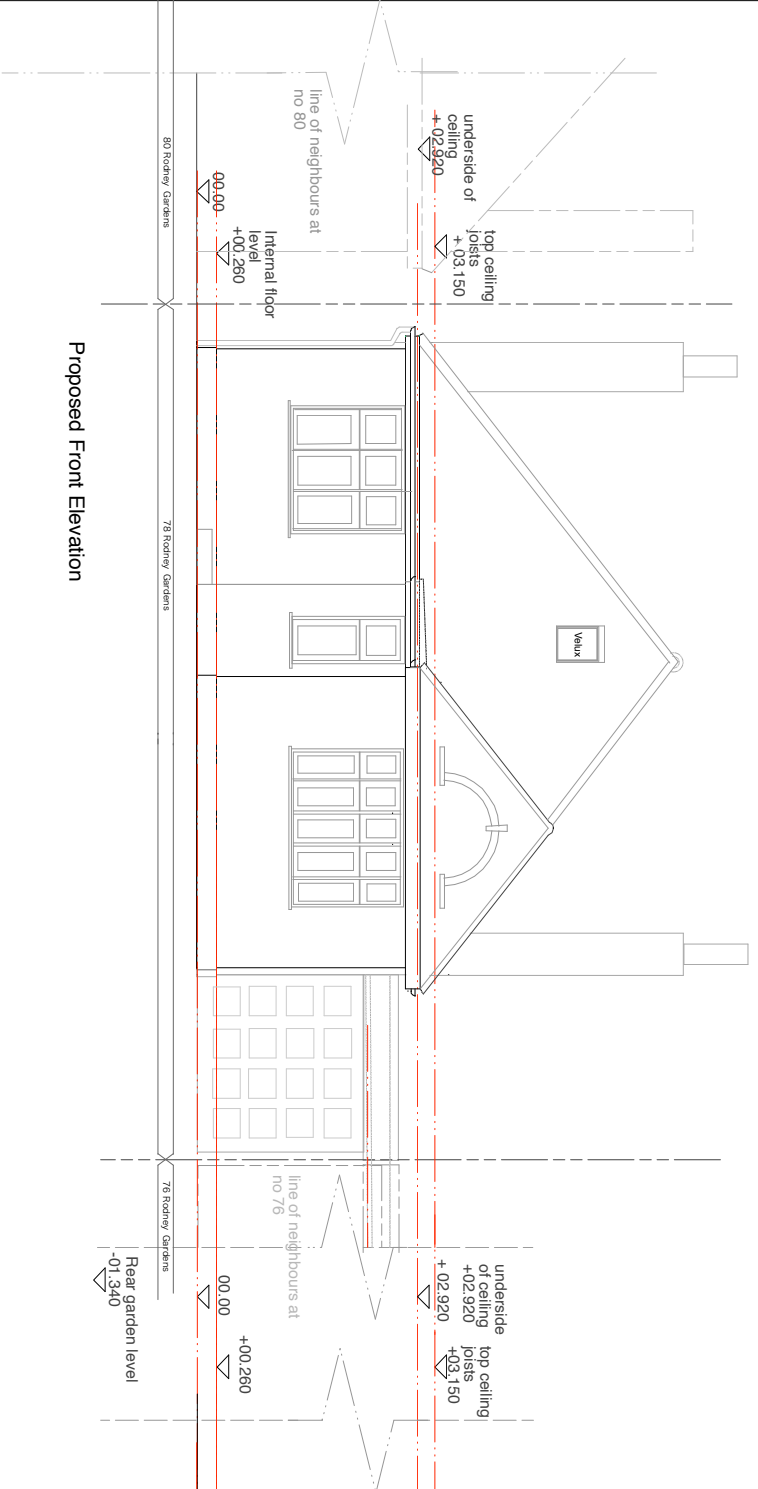 underside of
ceiling
+ 02.920
top ceiling
joists
+ 03.150
line of neighbours at
no 80
00.00
Internal floor
level
+00.260
80 Rodney Gardens
Velux
78 Rodney Gardens
Proposed Front Elevation
underside
of ceiling
+02.920
+ 02.920
top ceiling
joists
+03.150
line of neighbours at
no 76
00.00
+00.260
76 Rodney Gardens
Rear garden level
-01.340